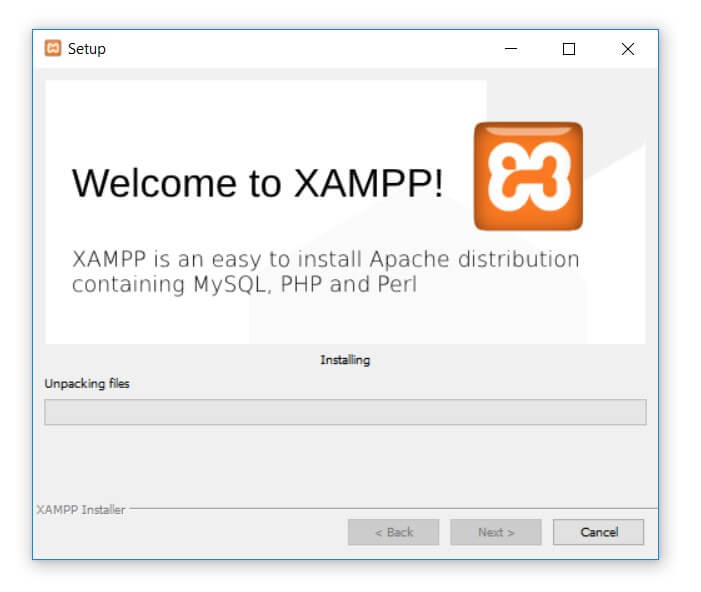 Setup
Welcome to XAMPP!
XAMPP is an easy to install Apache distribution
containing MySQL, PHP and Perl
Installing
Unpacking files
XAMPP Installer
< Back
Next >
Cancel